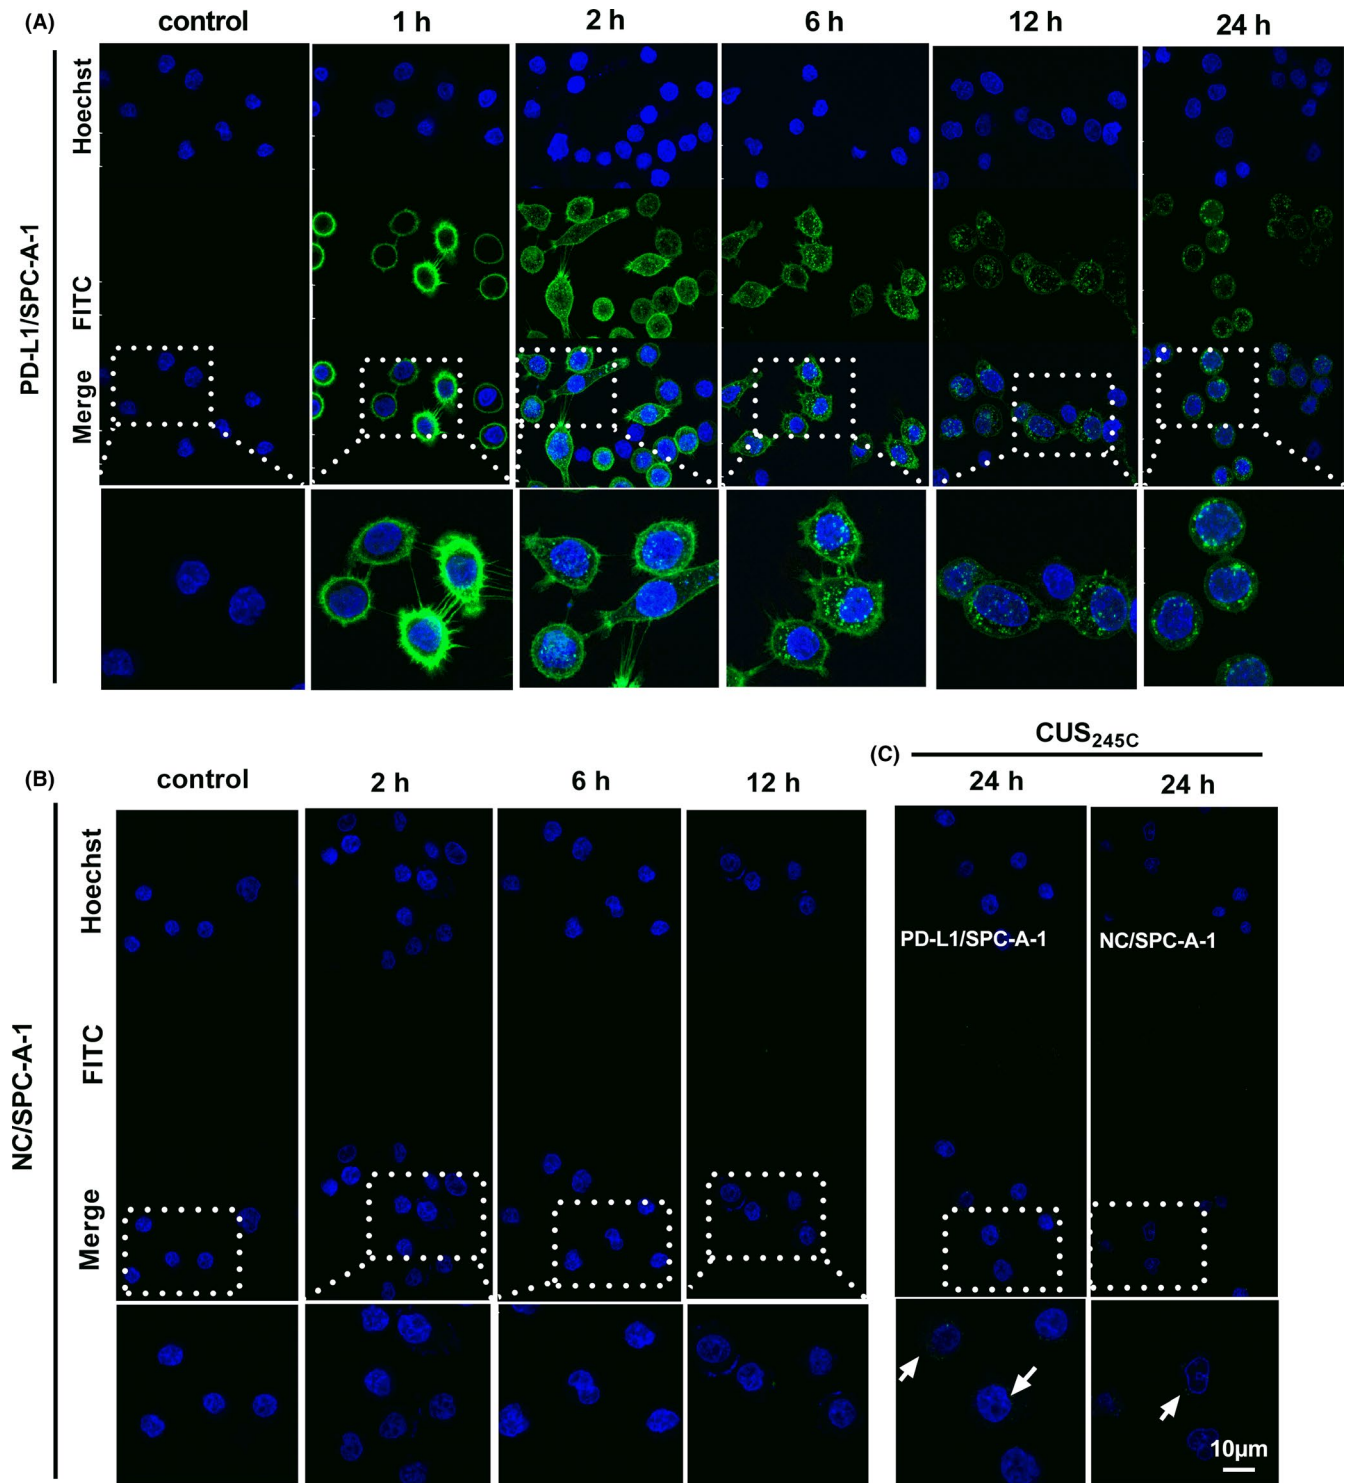 (A)
control 1 h 2 h 6 h 12 h 24 h
PD-L1/SPC-A-1
Hoechst
FITC
Merge
(B)
control 2 h 6 h 12 h
NC/SPC-A-1
Hoechst
FITC
Merge
(C)
CUS245C
24 h 24 h
PD-L1/SPC-A-1
NC/SPC-A-1
10μm